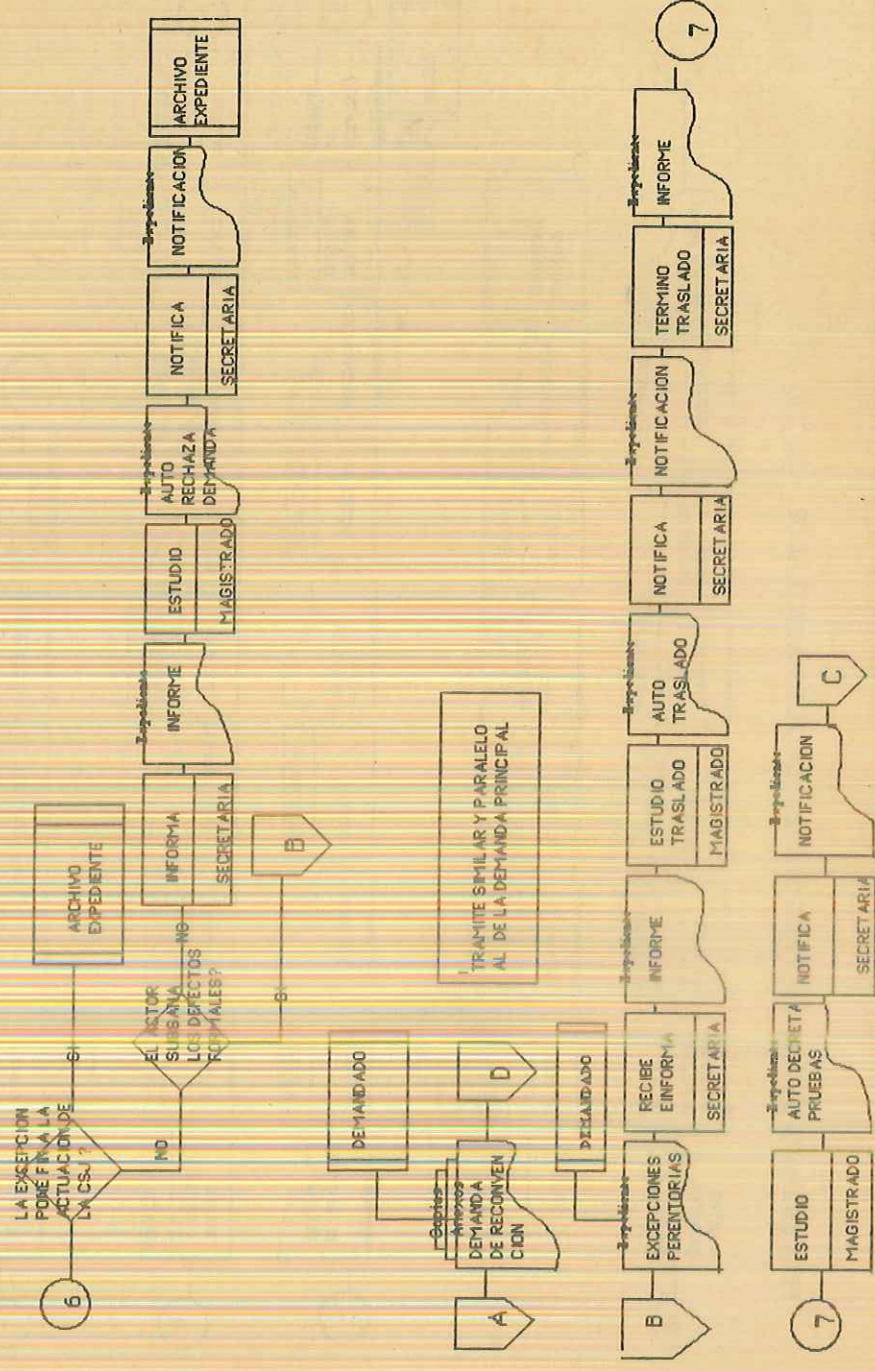 6
LA EXSEPCION
PONE FIN A LA
ACTUACION DE
LA CSJ ?
SI
ARCHIVO
EXPEDIENTE
NO
EL ACTOR
SUBSANA
LOS DEFECTOS
FORMALES?
NO
SI
B
INFORMA
SECRETARIA
Expediente
INFORME
ESTUDIO
MAGISTRADO
Expediente
AUTO
RECHAZA
DEMANDA
NOTIFICA
SECRETARIA
Expediente
NOTIFICACION
ARCHIVO
EXPEDIENTE
DEMANDADO
A
Copias
Anexos
DEMANDA
DE RECONVEN
CION
D
TRAMITE SIMILAR Y PARALELO
AL DE LA DEMANDA PRINCIPAL
DEMANDADO
B
Expediente
EXCEPCIONES
PERENTORIAS
RECIBE
E INFORMA
SECRETARIA
Expediente
INFORME
ESTUDIO
TRASLADO
MAGISTRADO
Expediente
AUTO
TRASLADO
NOTIFICA
SECRETARIA
Expediente
NOTIFICACION
TERMINO
TRASLADO
SECRETARIA
Expediente
INFORME
7
7
ESTUDIO
MAGISTRADO
Expediente
AUTO DECRETA
PRUEBAS
NOTIFICA
SECRETARIA
Expediente
NOTIFICACION
C